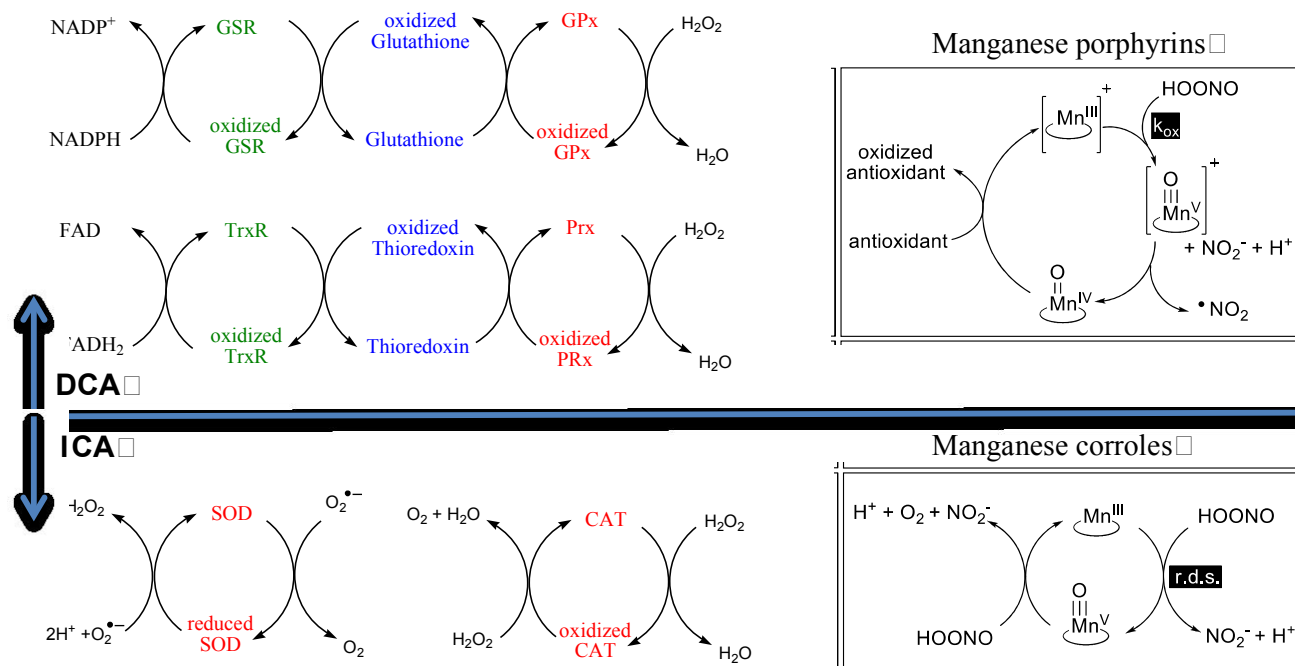 NADP⁺ GSR oxidized Glutathione GPx H₂O₂
NADPH oxidized GSR Glutathione oxidized GPx H₂O
FAD TrxR oxidized Thioredoxin Prx H₂O₂
ADH₂ oxidized TrxR Thioredoxin oxidized PRx H₂O
DCA
Manganese porphyrins
[Mn^III]⁺
HOONO
k_ox
oxidized
antioxidant
antioxidant
[O Mn^V]⁺
+ NO₂⁻ + H⁺
O
Mn^IV
•NO₂
ICA
H₂O₂ SOD O₂•−
2H⁺ +O₂•− reduced SOD O₂
O₂ + H₂O CAT H₂O₂
H₂O₂ oxidized CAT H₂O
Manganese corroles
H⁺ + O₂ + NO₂⁻ Mn^III HOONO
r.d.s.
O
Mn^V
HOONO NO₂⁻ + H⁺